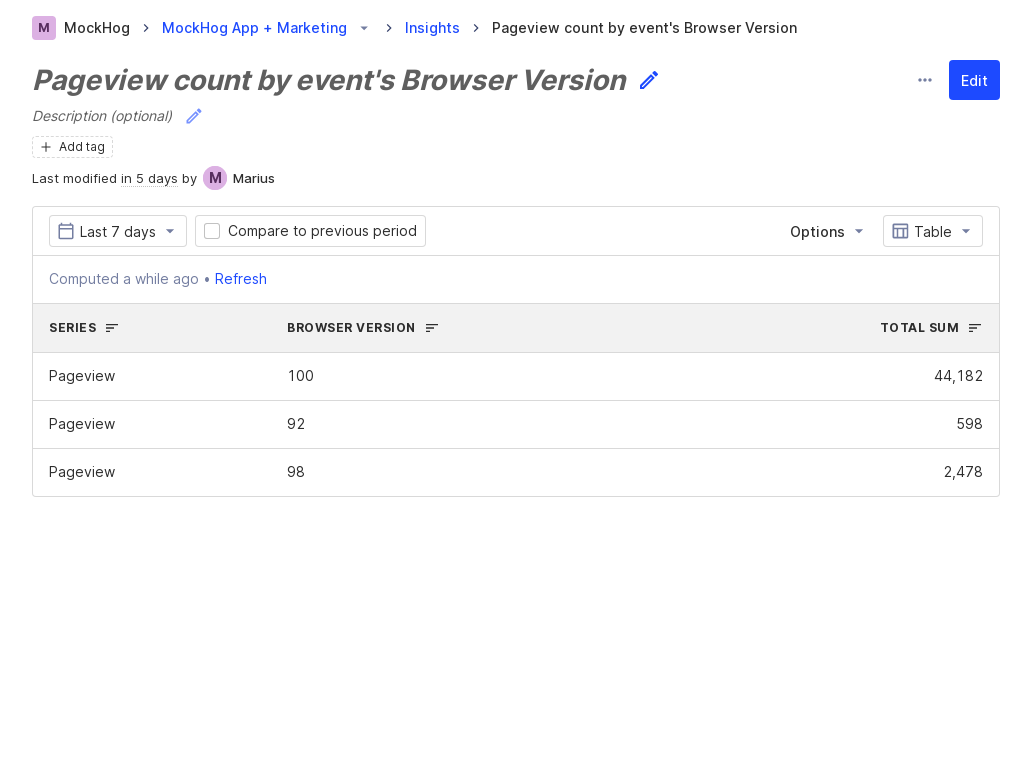 M MockHog MockHog App + Marketing Insights Pageview count by event's Browser Version
Pageview count by event's Browser Version
Edit
Description (optional)
Add tag
Last modified in 5 days by M Marius
Last 7 days Compare to previous period Options Table
Computed a while ago • Refresh
SERIES BROWSER VERSION TOTAL SUM
Pageview 100 44,182
Pageview 92 598
Pageview 98 2,478